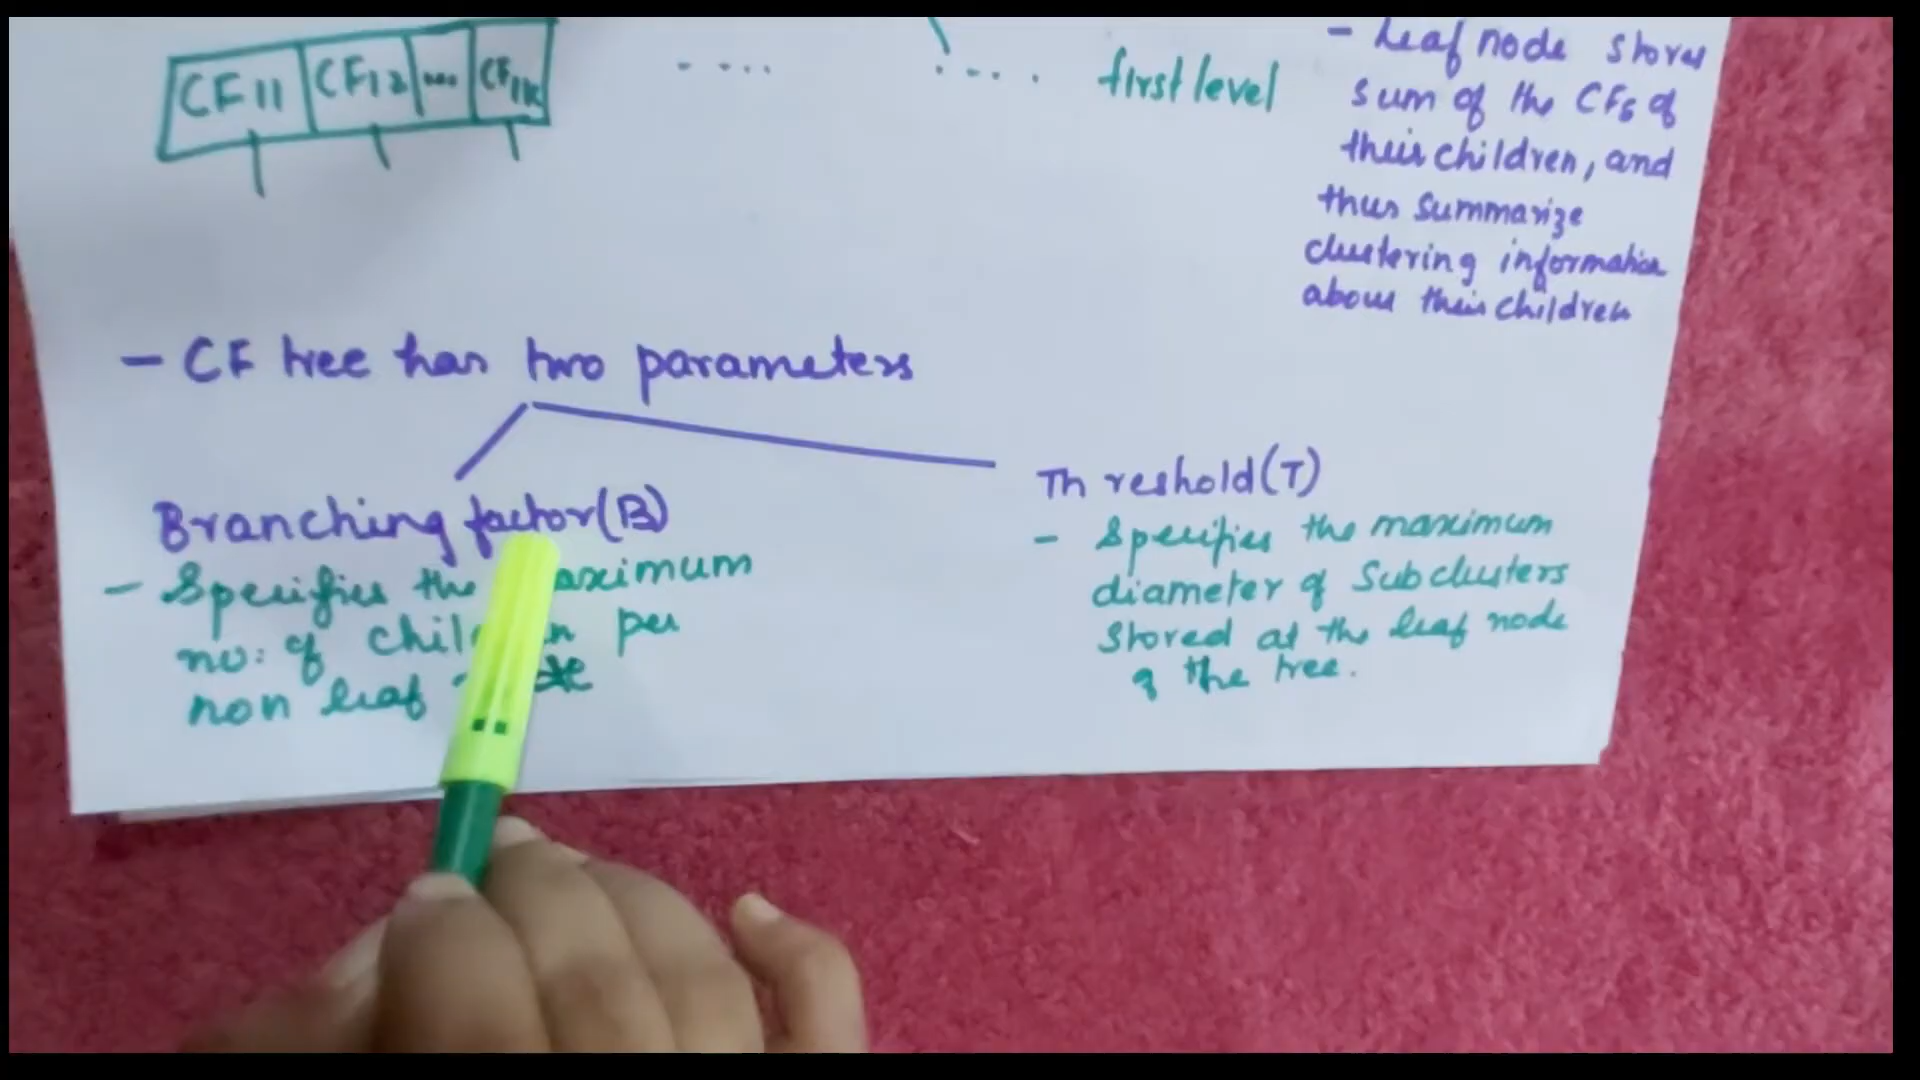 CF11 CF12 .... CF1k
.... ..... first level
- Leaf node stores
sum of the CFs of
their children, and
thus summarize
clustering information
about their children
- CF tree has two parameters
Branching factor(B)
- Specifies the maximum
no: of children per
non leaf
Threshold(T)
- Specifies the maximum
diameter of Subclusters
stored at the leaf node
of the tree.